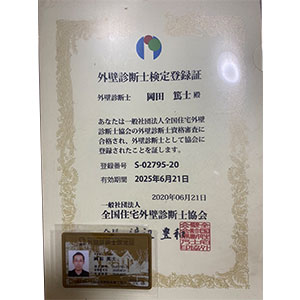 外壁診断士検定登録証
外壁診断士 岡田 篤士 殿
あなたは一般社団法人全国住宅外壁
診断士協会の外壁診断士資格審査に
合格され、外壁診断士として協会に
登録されたことを証します。
登録番号 S-02795-20
有効期間 2025年6月21日
2020年06月21日
一般社団法人
全国住宅外壁診断士協会